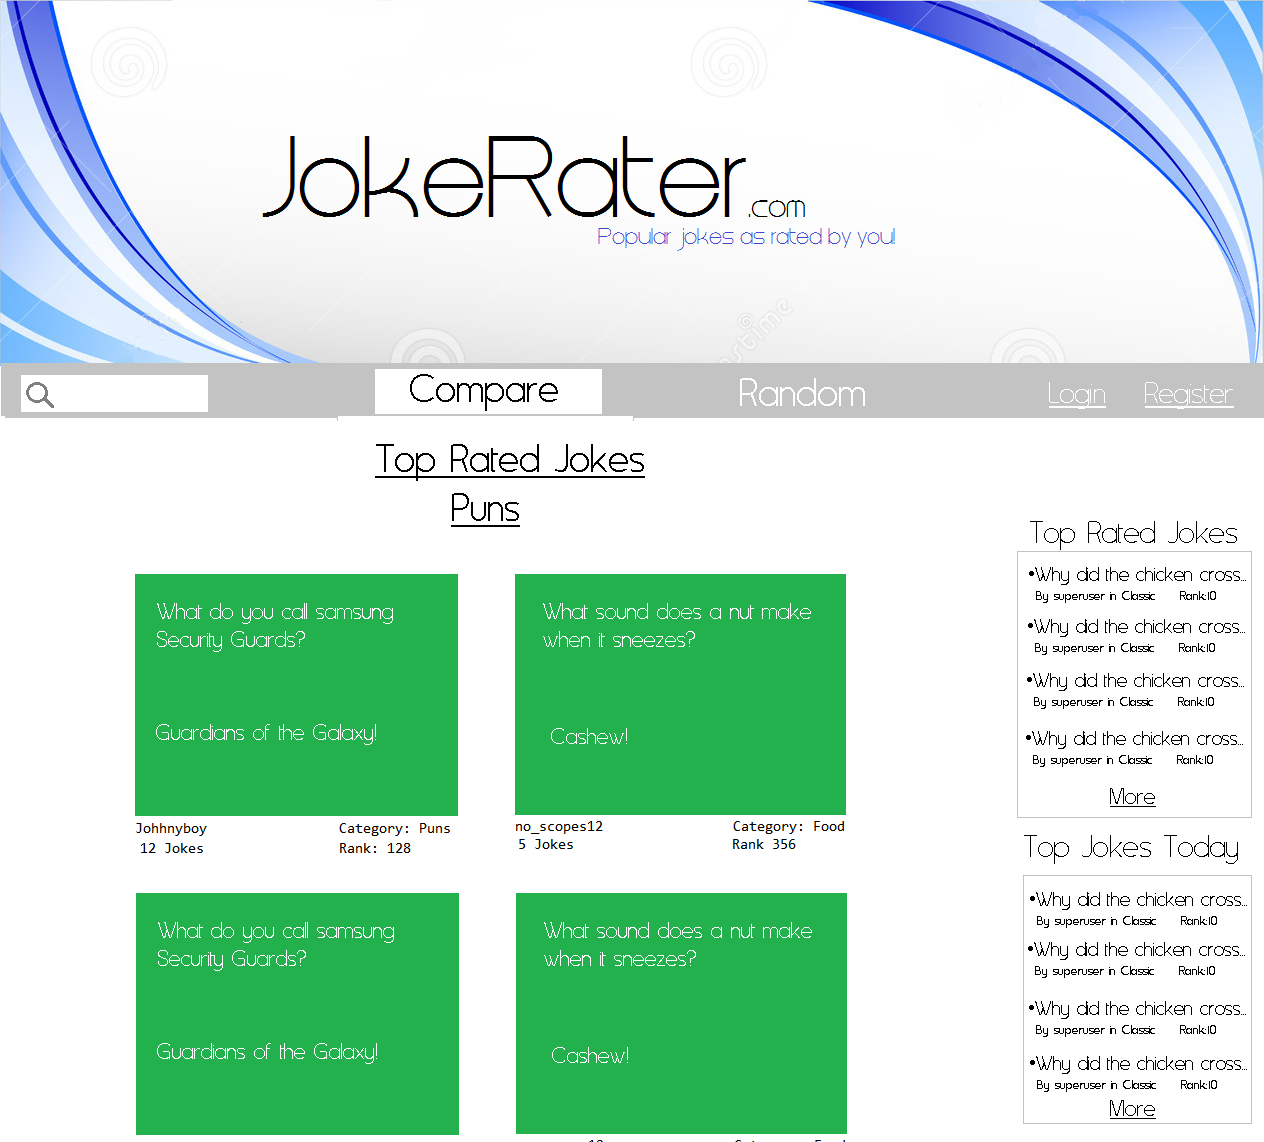 JokeRater.com
Popular jokes as rated by you!
Compare
Random
Login
Register
Top Rated Jokes
Puns
What do you call samsung
Security Guards?
Guardians of the Galaxy!
Johhnyboy
Category: Puns
12 Jokes
Rank: 128
What sound does a nut make
when it sneezes?
Cashew!
no_scopes12
Category: Food
5 Jokes
Rank 356
What do you call samsung
Security Guards?
Guardians of the Galaxy!
What sound does a nut make
when it sneezes?
Cashew!
Top Rated Jokes
•Why did the chicken cross...
By superuser in Classic Rank:10
•Why did the chicken cross...
By superuser in Classic Rank:10
•Why did the chicken cross...
By superuser in Classic Rank:10
•Why did the chicken cross...
By superuser in Classic Rank:10
More
Top Jokes Today
•Why did the chicken cross...
By superuser in Classic Rank:10
•Why did the chicken cross...
By superuser in Classic Rank:10
•Why did the chicken cross...
By superuser in Classic Rank:10
•Why did the chicken cross...
By superuser in Classic Rank:10
More